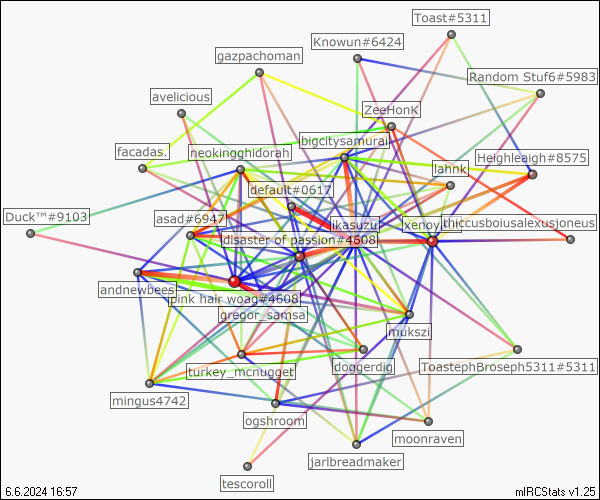 Toast#5311
Knowun#6424
gazpachoman
Random Stuf6#5983
avelicious
ZeeHonK
bigcitysamurai
facadas.
neokingghidorah
Heighleaigh#8575
lahnk
default#0617
Duck™#9103
asad#6947
ikasuzu
xenoy
thiccusboiusalexusjoneus
disaster of passion#4608
andnewbees
pink hair woag#4608
gregor_samsa
mukszi
turkey_mcnugget
doggerdig
ToastephBroseph5311#5311
mingus4742
ogshroom
moonraven
jarlbreadmaker
tescoroll
6.6.2024 16:57
mIRCStats v1.25